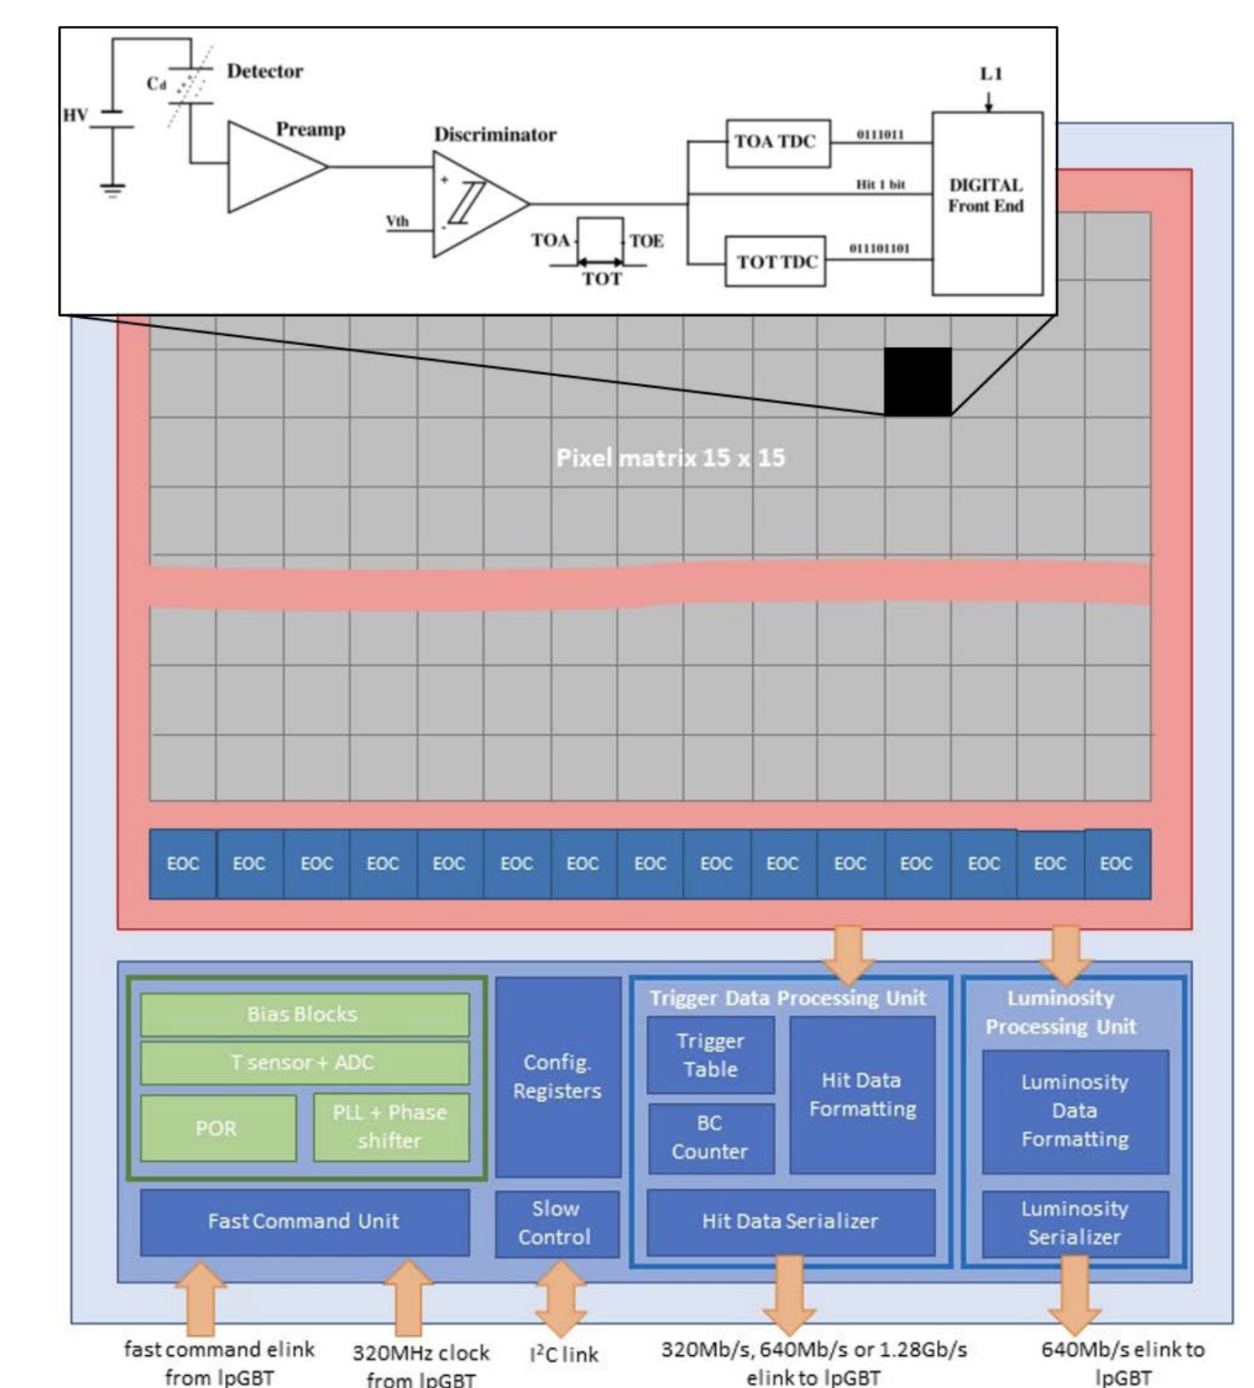 L1
Detector
Cd
HV
Preamp
Discriminator
TOA TDC
0111011
+
Hit 1 bit
DIGITAL
Front End
Vth
-
TOA
TOE
TOT
TOT TDC
011101101
Pixel matrix 15 x 15
EOC EOC EOC EOC EOC EOC EOC EOC EOC EOC EOC EOC EOC EOC EOC
Bias Blocks
T sensor + ADC
POR
PLL + Phase
shifter
Fast Command Unit
Config.
Registers
Slow
Control
Trigger Data Processing Unit
Trigger
Table
BC
Counter
Hit Data
Formatting
Hit Data Serializer
Luminosity
Processing Unit
Luminosity
Data
Formatting
Luminosity
Serializer
fast command elink
from lpGBT
320MHz clock
from lpGBT
I²C link
320Mb/s, 640Mb/s or 1.28Gb/s
elink to lpGBT
640Mb/s elink to
lpGBT